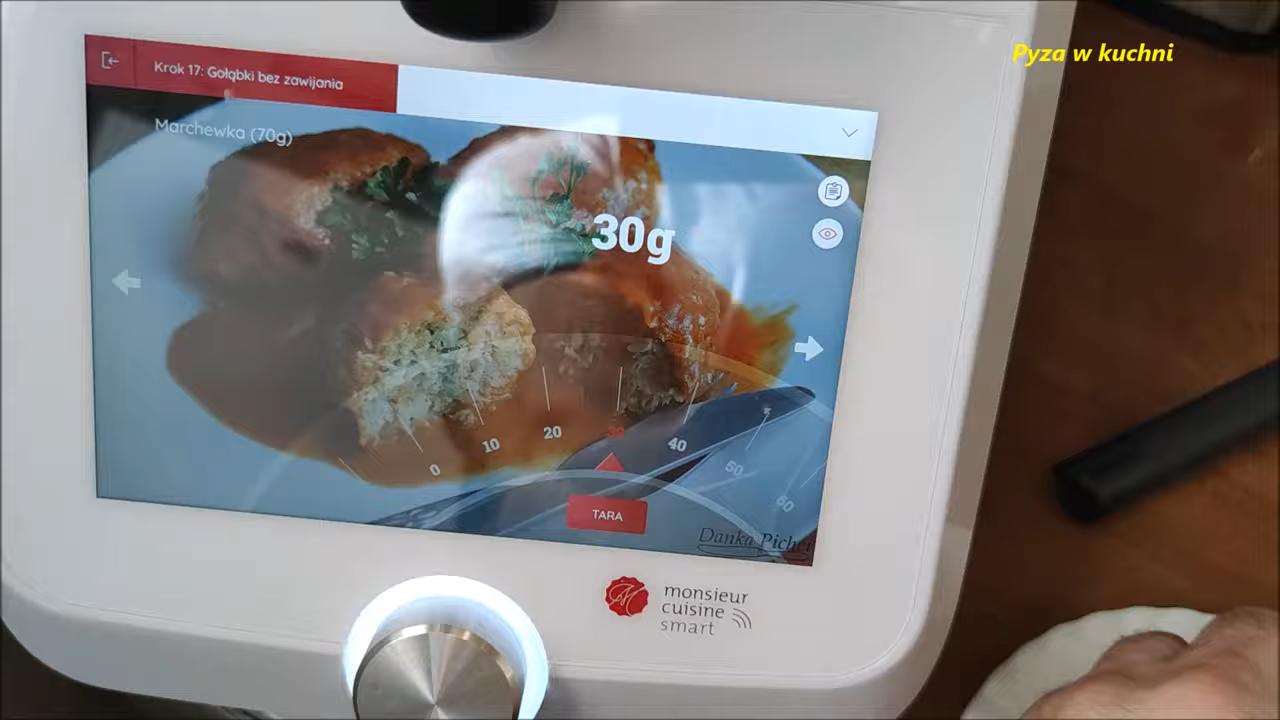 Pyza w kuchni
Krok 17: Gołąbki bez zawijania
Marchewka (70g)
30g
0 10 20 30 40 50 60
TARA
Danka Pichci
monsieur
cuisine
smart